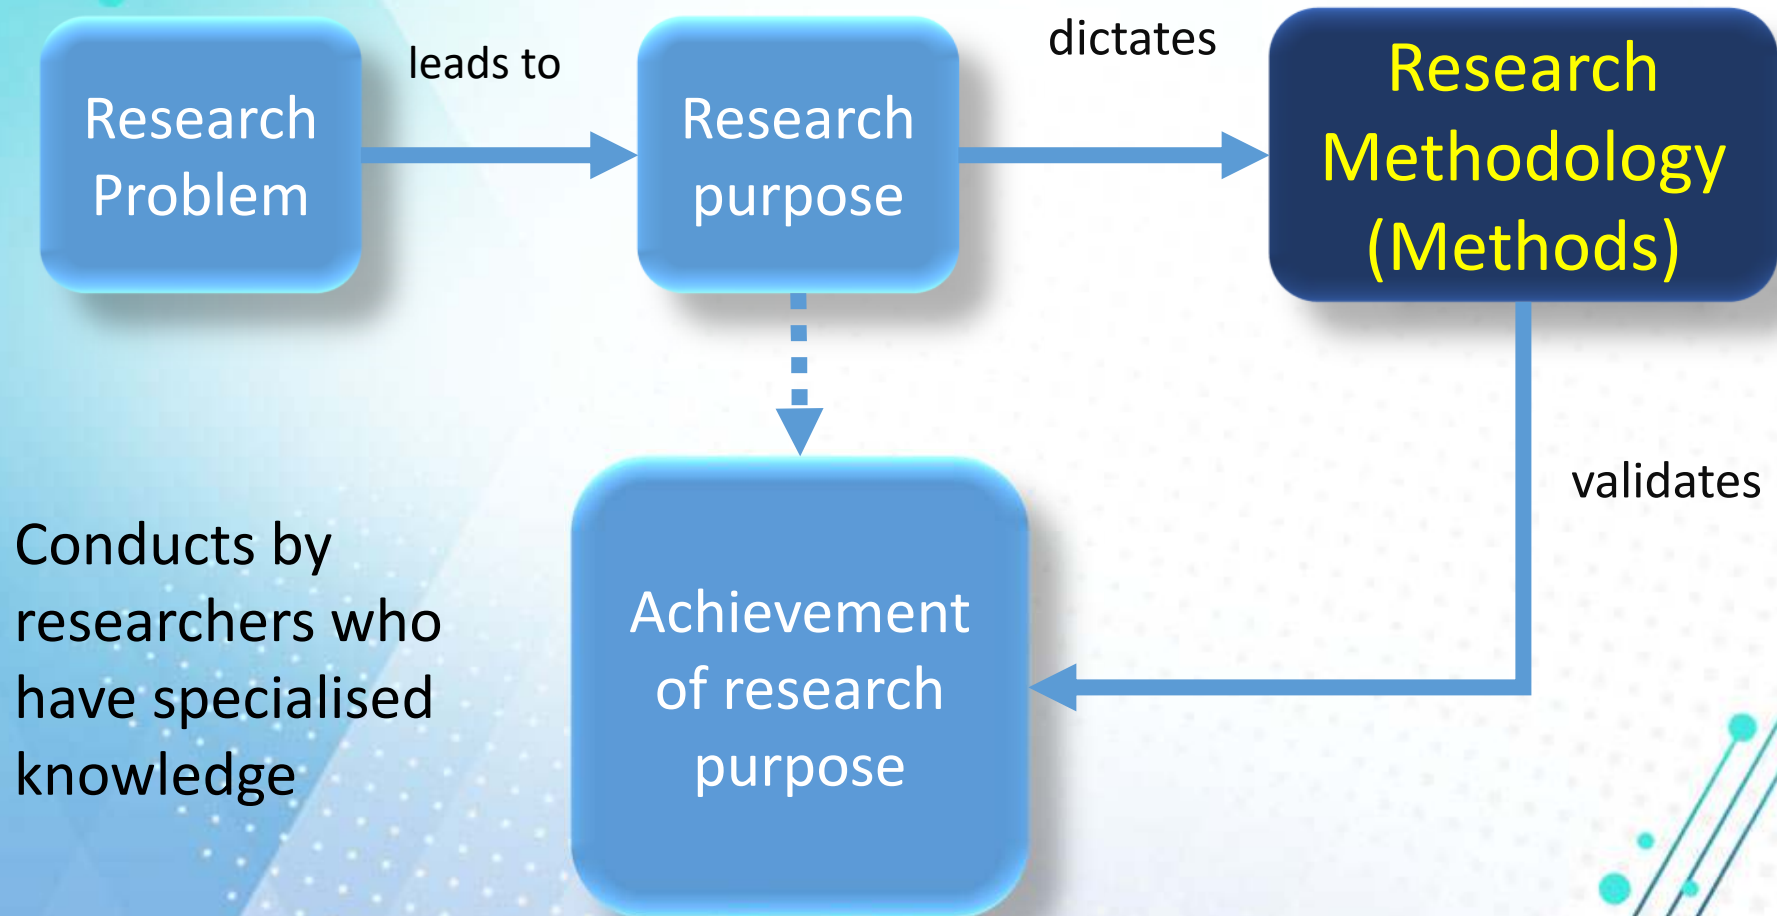 Research
Problem
leads to
Research
purpose
dictates
Research
Methodology
(Methods)
validates
Conducts by
researchers who
have specialised
knowledge
Achievement
of research
purpose